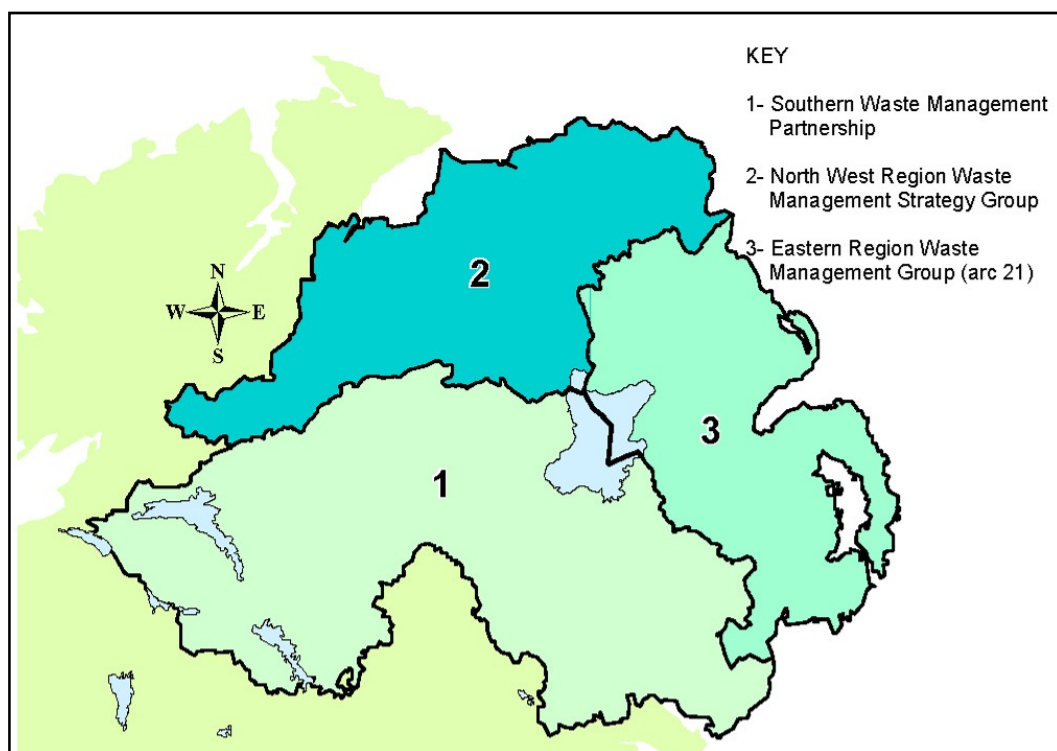 KEY
1- Southern Waste Management
Partnership
2- North West Region Waste
Management Strategy Group
3- Eastern Region Waste
Management Group (arc 21)
N
W E
S
2
3
1